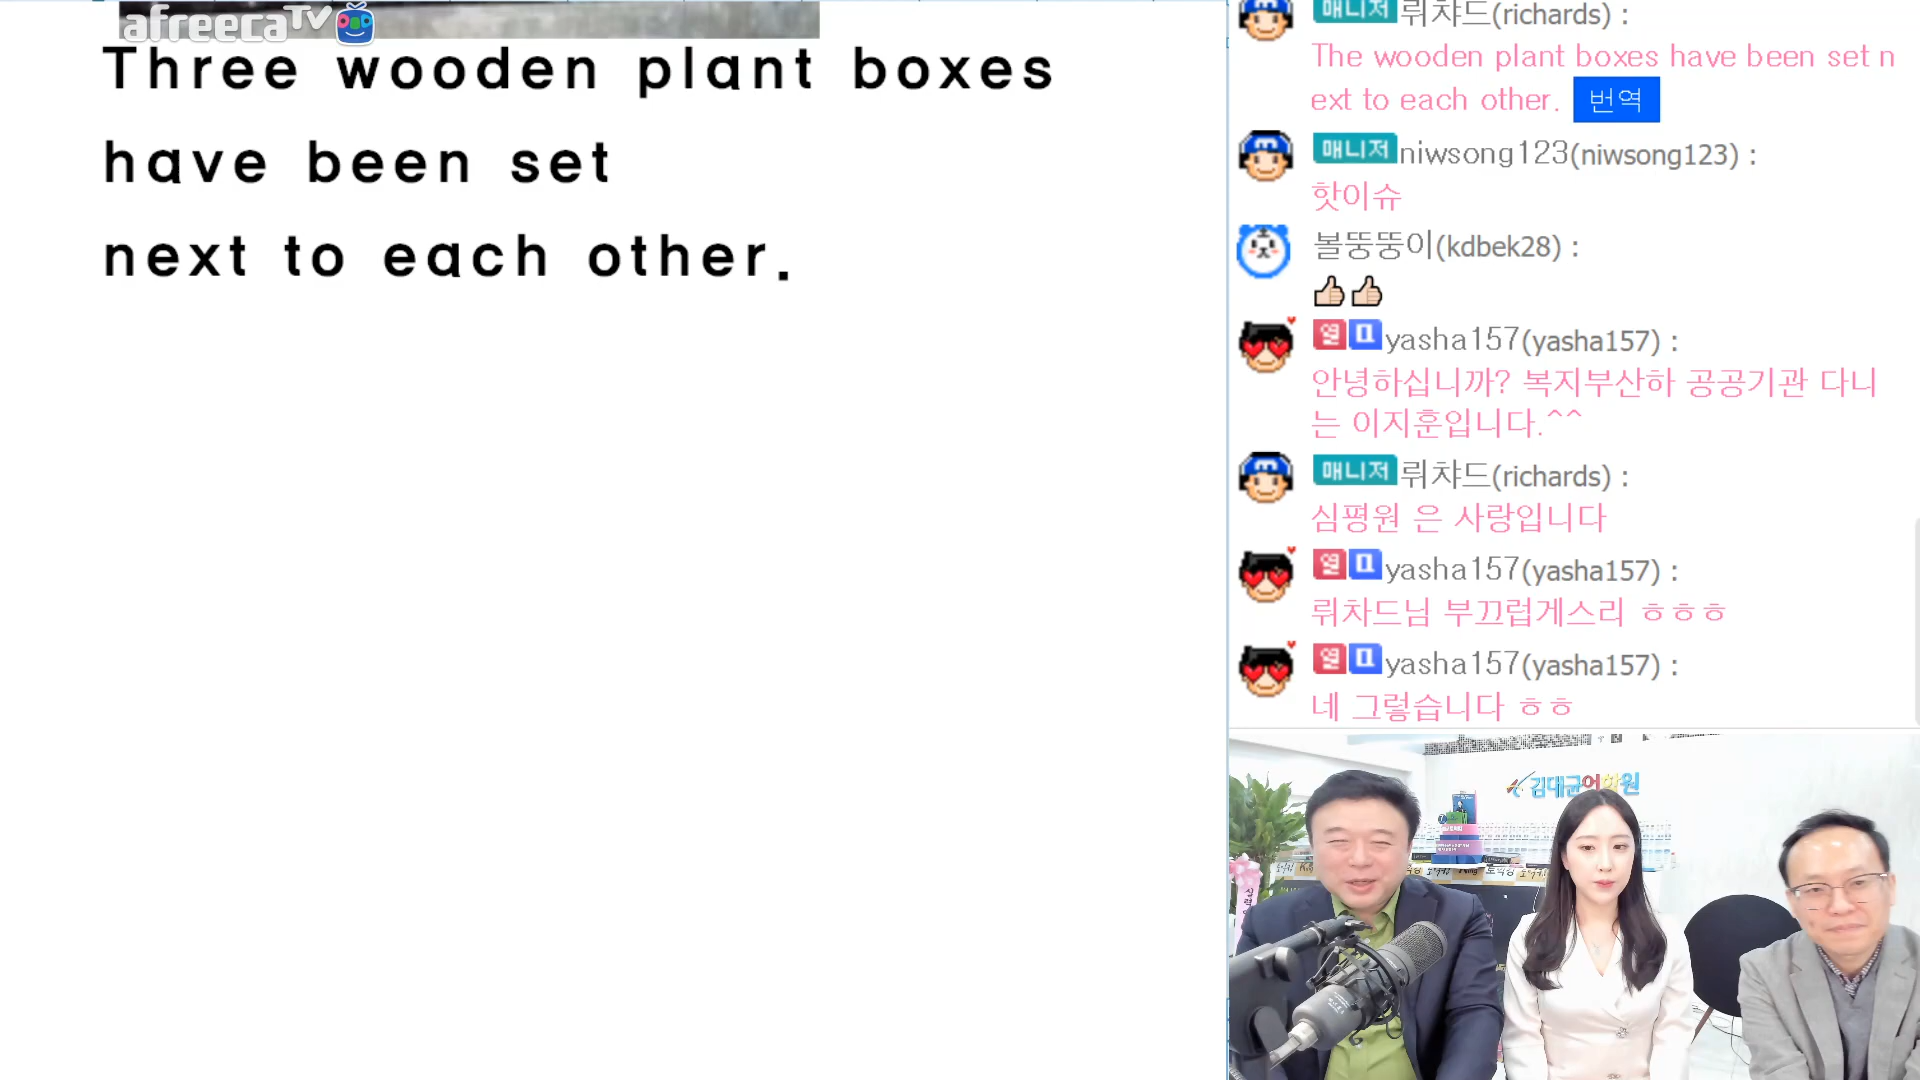 afreecaTV
Three wooden plant boxes
have been set
next to each other.
매니저 뤼챠드(richards) :
The wooden plant boxes have been set n
ext to each other. 번역
매니저 niwsong123(niwsong123) :
핫이슈
볼뚱뚱이(kdbek28) :
열 yasha157(yasha157) :
안녕하십니까? 복지부산하 공공기관 다니
는 이지훈입니다.^^
매니저 뤼챠드(richards) :
심평원 은 사랑입니다
열 yasha157(yasha157) :
뤼차드님 부끄럽게스리 ㅎㅎㅎ
열 yasha157(yasha157) :
네 그렇습니다 ㅎㅎ
김대균어학원